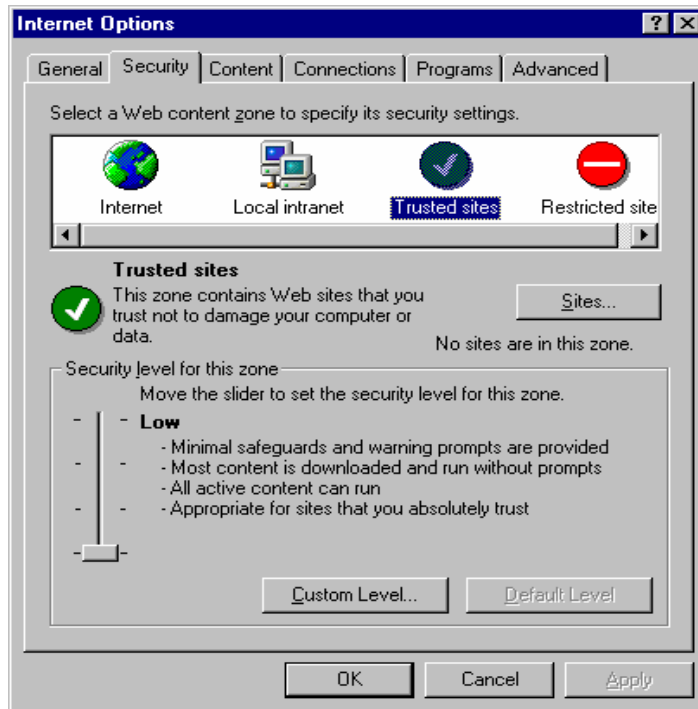 Internet Options
General Security Content Connections Programs Advanced
Select a Web content zone to specify its security settings.
Internet Local intranet Trusted sites Restricted site
Trusted sites
This zone contains Web sites that you
trust not to damage your computer or
data.
Sites...
No sites are in this zone.
Security level for this zone
Move the slider to set the security level for this zone.
Low
- Minimal safeguards and warning prompts are provided
- Most content is downloaded and run without prompts
- All active content can run
- Appropriate for sites that you absolutely trust
Custom Level... Default Level
OK Cancel Apply